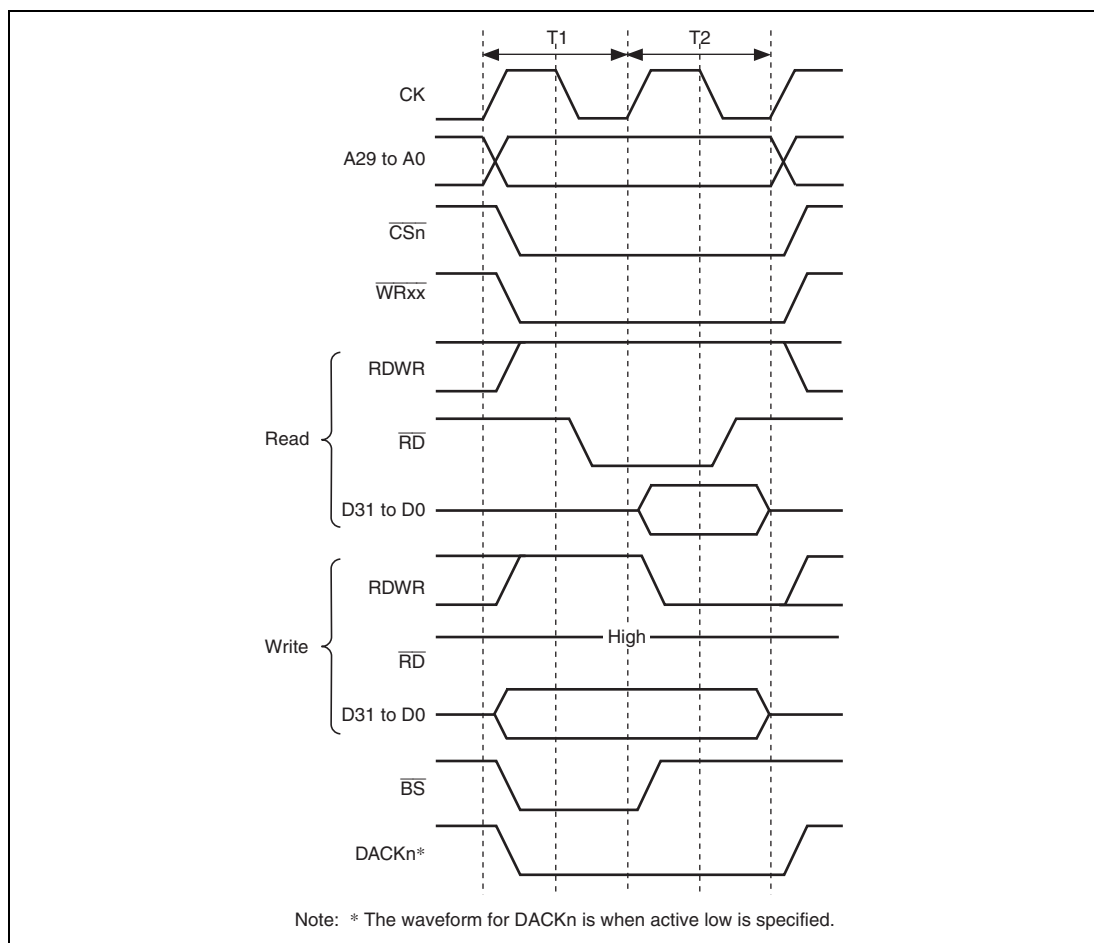 T1 T2
CK
A29 to A0
CSn
WRxx
RDWR
Read
RD
D31 to D0
RDWR
High
Write
RD
D31 to D0
BS
DACKn*
Note: * The waveform for DACKn is when active low is specified.